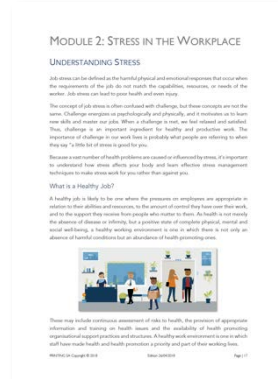 MODULE 2: STRESS IN THE WORKPLACE
UNDERSTANDING STRESS
Job stress can be defined as the harmful physical and emotional responses that occur when
the requirements of the job do not match the capabilities, resources, or needs of the
worker. Job stress can lead to poor health and even injury.
The concept of job stress is often confused with challenge, but these concepts are not the
same. Challenge energizes us psychologically and physically, and it motivates us to learn
new skills and master our jobs. When a challenge is met, we feel relaxed and satisfied.
Thus, challenge is an important ingredient for healthy and productive work. The
importance of challenge in our work lives is probably what people are referring to when
they say "a little bit of stress is good for you.
Because a vast number of health problems are caused or influenced by stress, it's important
to understand how stress affects your body and learn effective stress management
techniques to make stress work for you rather than against you.
What is a Healthy Job?
A healthy job is likely to be one where the pressures on employees are appropriate in
relation to their abilities and resources, to the amount of control they have over their work,
and to the support they receive from people who matter to them. As health is not merely
the absence of disease or infirmity, but a positive state of complete physical, mental and
social well-being, a healthy working environment is one in which there is not only an
absence of harmful conditions but an abundance of health-promoting ones.
These may include continuous assessment of risks to health, the provision of appropriate
information and training on health issues and the availability of health promoting
organisational support practices and structures. A healthy work environment is one in which
staff have made health and health promotion a priority and part of their working lives.
Page | 7